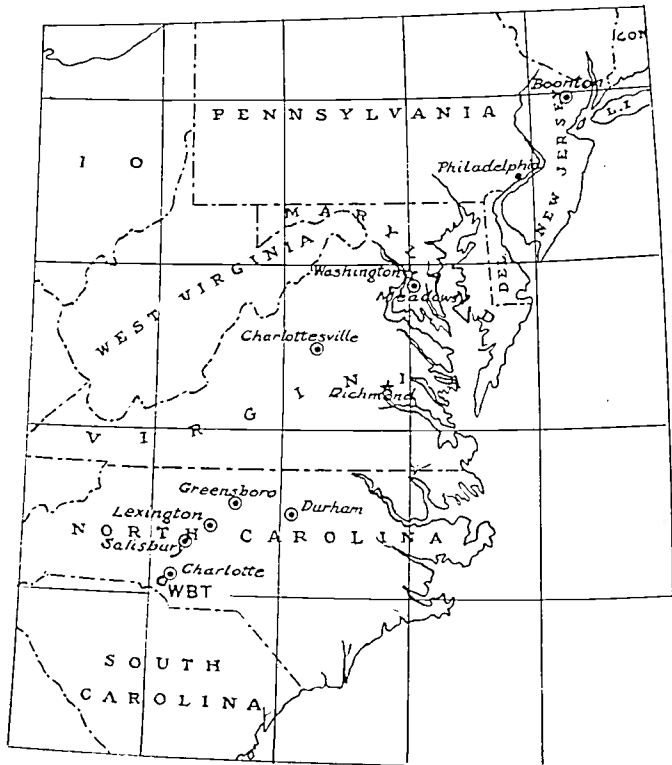 CON
Boonton
L.I
PENNSYLVANIA
IO
Philadelphia
NEW JERSEY
MARYLAND
DEL
WEST VIRGINIA
Washington
Meadows
Charlottesville
Richmond
VIRGINIA
Greensboro
Lexington
Durham
NORTH CAROLINA
Salisbury
Charlotte
WBT
SOUTH
CAROLINA